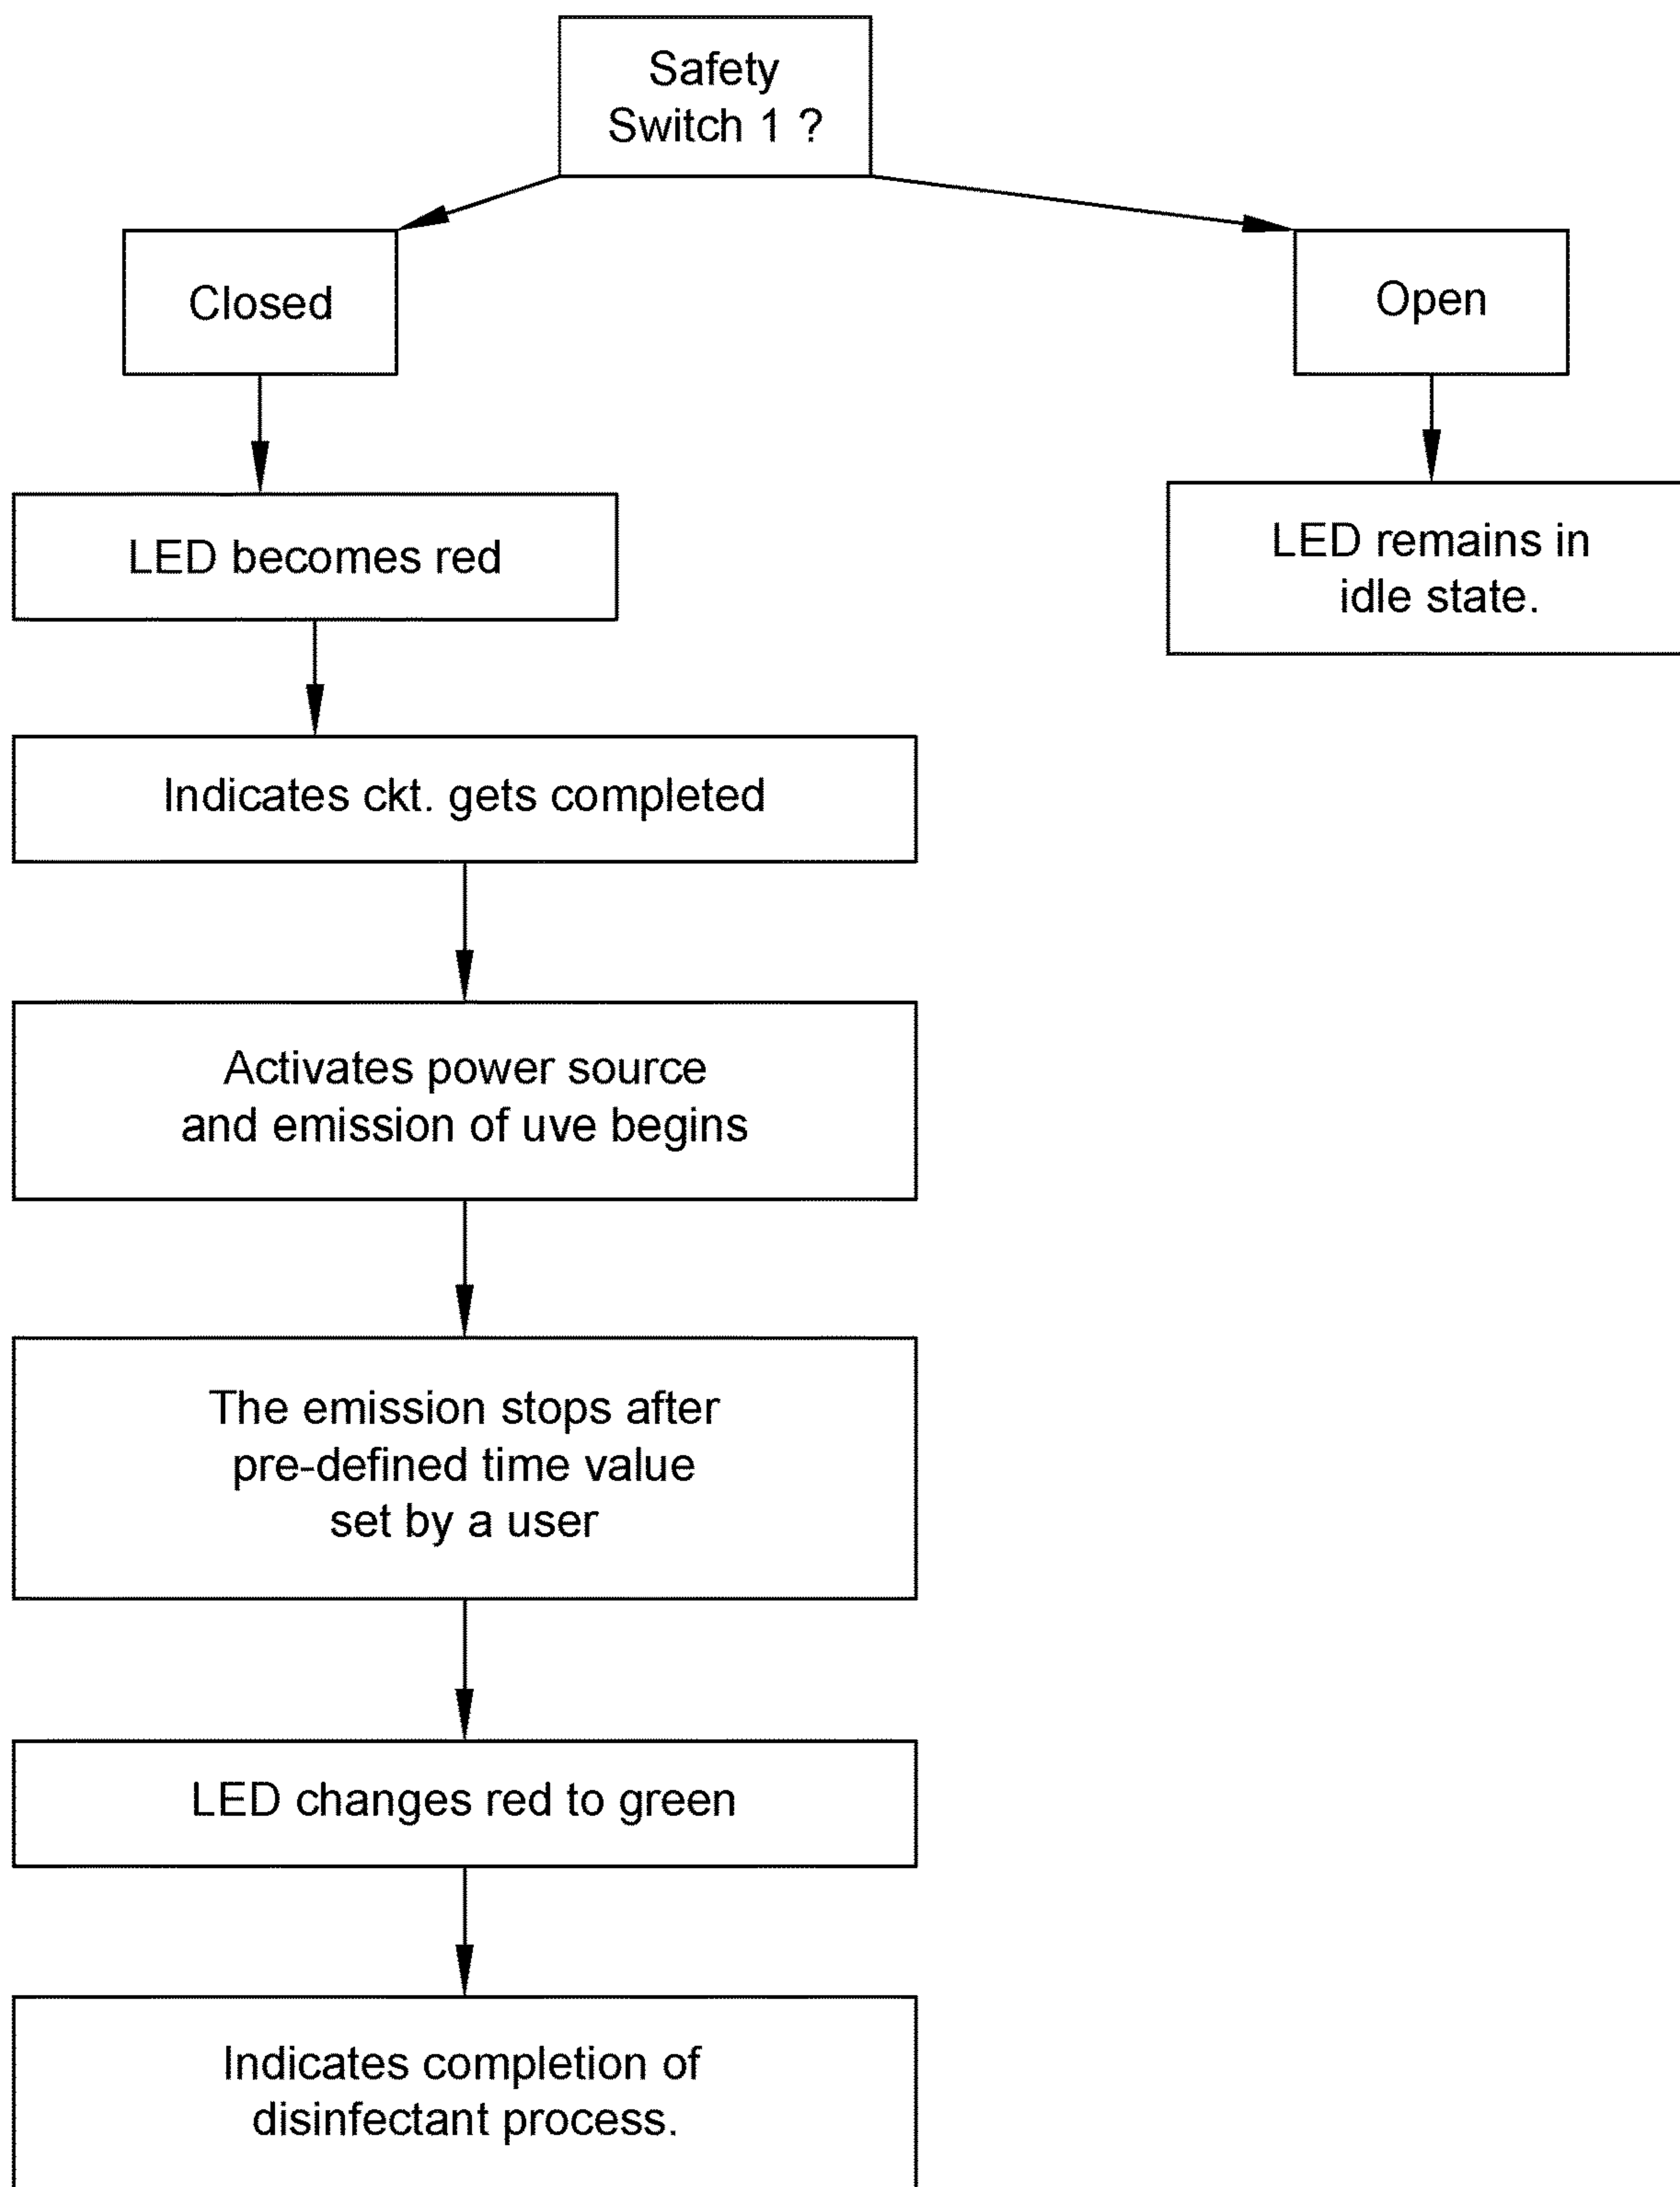 Safety
Switch 1 ?
Closed
Open
LED becomes red
LED remains in
idle state.
Indicates ckt. gets completed
Activates power source
and emission of uve begins
The emission stops after
pre-defined time value
set by a user
LED changes red to green
Indicates completion of
disinfectant process.